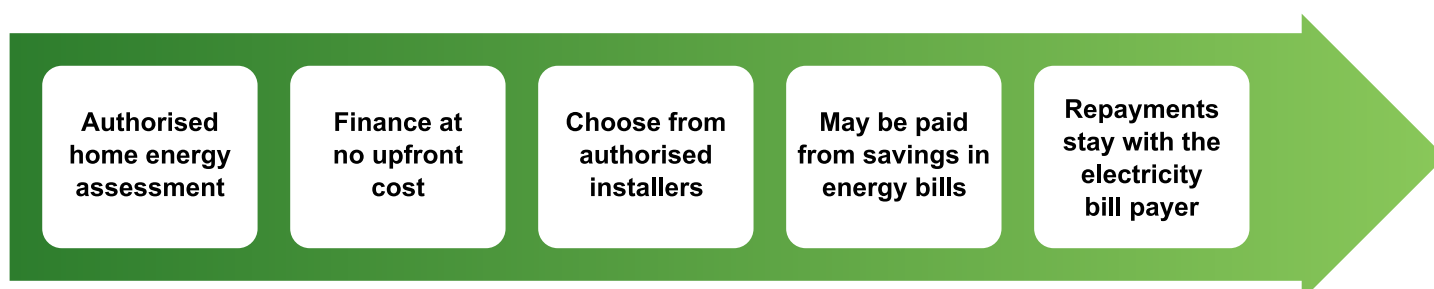 Authorised
home energy
assessment
Finance at
no upfront
cost
Choose from
authorised
installers
May be paid
from savings in
energy bills
Repayments
stay with the
electricity
bill payer